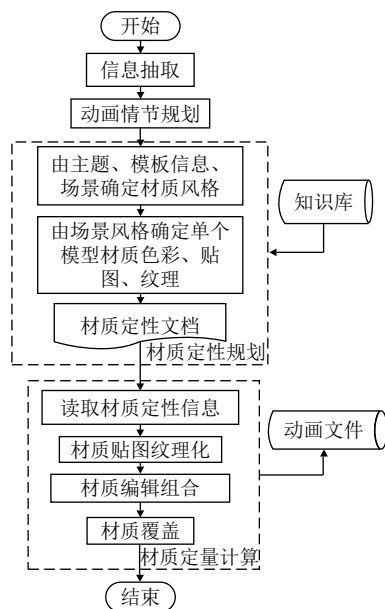 开始
信息抽取
动画情节规划
由主题、模板信息、
场景确定材质风格
知识库
由场景风格确定单个
模型材质色彩、贴
图、纹理
材质定性文档
材质定性规划
读取材质定性信息
动画文件
材质贴图纹理化
材质编辑组合
材质覆盖
材质定量计算
结束